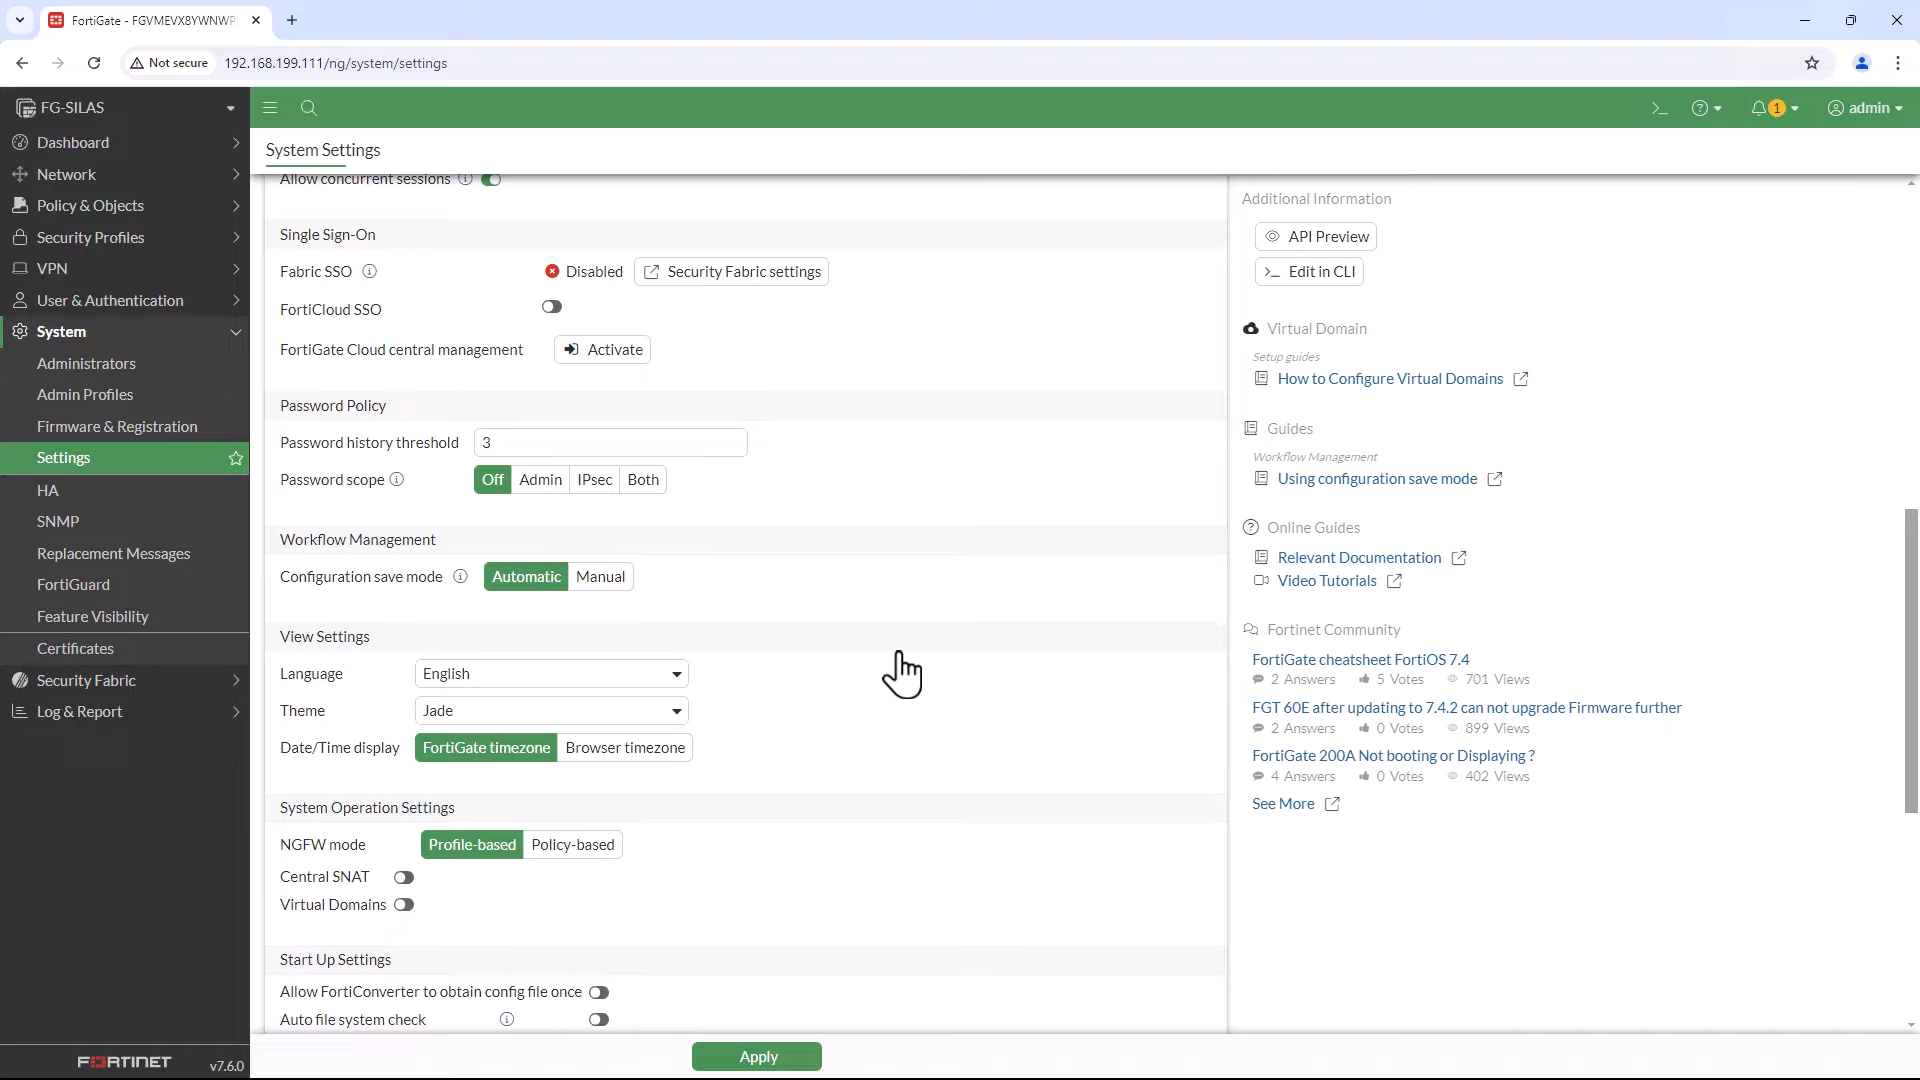 FortiGate - FGVMEVX8YWNWP
Not secure
192.168.199.111/ng/system/settings
FG-SILAS
1
admin
Dashboard
Network
Policy & Objects
Security Profiles
VPN
User & Authentication
System
Administrators
Admin Profiles
Firmware & Registration
Settings
HA
SNMP
Replacement Messages
FortiGuard
Feature Visibility
Certificates
Security Fabric
Log & Report
FORTINET
v7.6.0
System Settings
Allow concurrent sessions
Single Sign-On
Fabric SSO
Disabled
Security Fabric settings
FortiCloud SSO
FortiGate Cloud central management
Activate
Password Policy
Password history threshold
3
Password scope
Off
Admin
IPsec
Both
Workflow Management
Configuration save mode
Automatic
Manual
View Settings
Language
English
Theme
Jade
Date/Time display
FortiGate timezone
Browser timezone
System Operation Settings
NGFW mode
Profile-based
Policy-based
Central SNAT
Virtual Domains
Start Up Settings
Allow FortiConverter to obtain config file once
Auto file system check
Apply
Additional Information
API Preview
>_ Edit in CLI
Virtual Domain
Setup guides
How to Configure Virtual Domains
Guides
Workflow Management
Using configuration save mode
Online Guides
Relevant Documentation
Video Tutorials
Fortinet Community
FortiGate cheatsheet FortiOS 7.4
2 Answers 5 Votes 701 Views
FGT 60E after updating to 7.4.2 can not upgrade Firmware further
2 Answers 0 Votes 899 Views
FortiGate 200A Not booting or Displaying ?
4 Answers 0 Votes 402 Views
See More